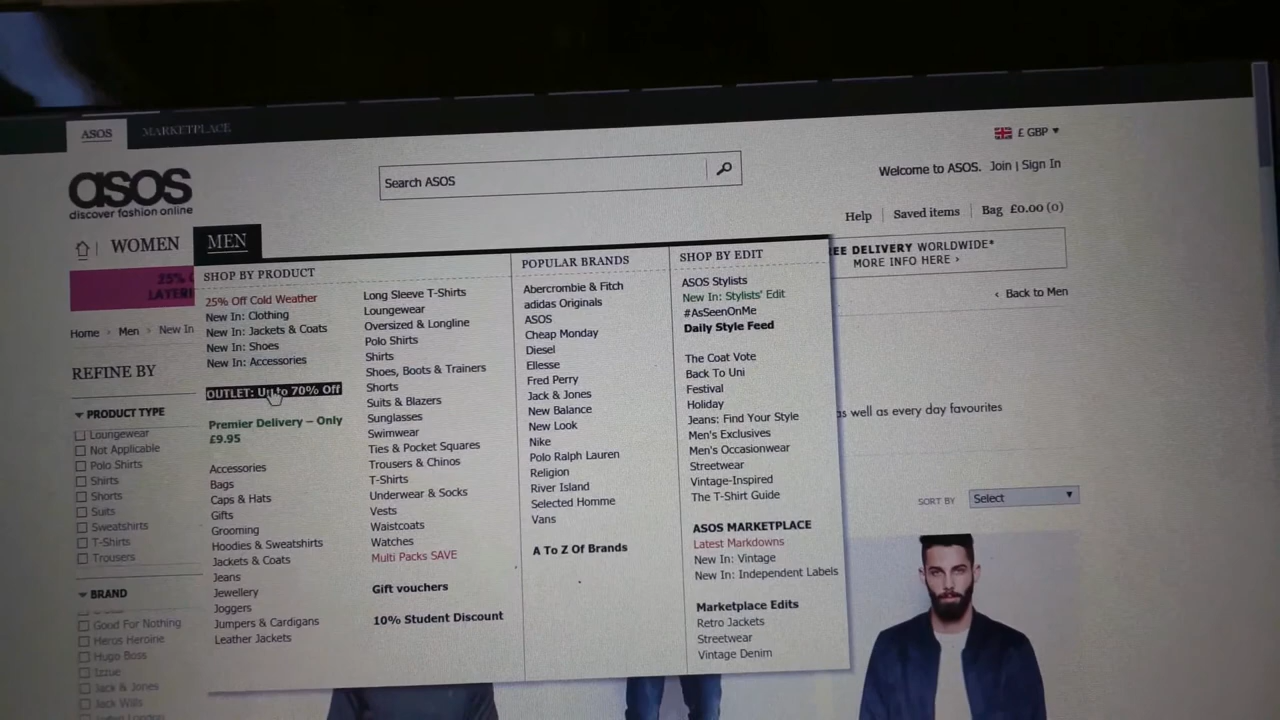 ASOS
MARKETPLACE
£ GBP
asos
discover fashion online
Search ASOS
Welcome to ASOS. Join | Sign In
Help | Saved items | Bag £0.00 (0)
WOMEN
MEN
25%
LAYER
REE DELIVERY WORLDWIDE*
MORE INFO HERE ›
Home › Men › New In
‹ Back to Men
REFINE BY
PRODUCT TYPE
Loungewear
Not Applicable
Polo Shirts
Shirts
Shorts
Suits
Sweatshirts
T-Shirts
Trousers
BRAND
Good For Nothing
Heros Heroine
Hugo Boss
Izzue
Jack & Jones
Jack Wills
SHOP BY PRODUCT
25% Off Cold Weather
New In: Clothing
New In: Jackets & Coats
New In: Shoes
New In: Accessories
OUTLET: Up to 70% Off
Premier Delivery – Only
£9.95
Accessories
Bags
Caps & Hats
Gifts
Grooming
Hoodies & Sweatshirts
Jackets & Coats
Jeans
Jewellery
Joggers
Jumpers & Cardigans
Leather Jackets
Long Sleeve T-Shirts
Loungewear
Oversized & Longline
Polo Shirts
Shirts
Shoes, Boots & Trainers
Shorts
Suits & Blazers
Sunglasses
Swimwear
Ties & Pocket Squares
Trousers & Chinos
T-Shirts
Underwear & Socks
Vests
Waistcoats
Watches
Multi Packs SAVE
Gift vouchers
10% Student Discount
POPULAR BRANDS
Abercrombie & Fitch
adidas Originals
ASOS
Cheap Monday
Diesel
Ellesse
Fred Perry
Jack & Jones
New Balance
New Look
Nike
Polo Ralph Lauren
Religion
River Island
Selected Homme
Vans
A To Z Of Brands
SHOP BY EDIT
ASOS Stylists
New In: Stylists' Edit
#AsSeenOnMe
Daily Style Feed
The Coat Vote
Back To Uni
Festival
Holiday
Jeans: Find Your Style
Men's Exclusives
Men's Occasionwear
Streetwear
Vintage-Inspired
The T-Shirt Guide
ASOS MARKETPLACE
Latest Markdowns
New In: Vintage
New In: Independent Labels
Marketplace Edits
Retro Jackets
Streetwear
Vintage Denim
as well as every day favourites
SORT BY
Select